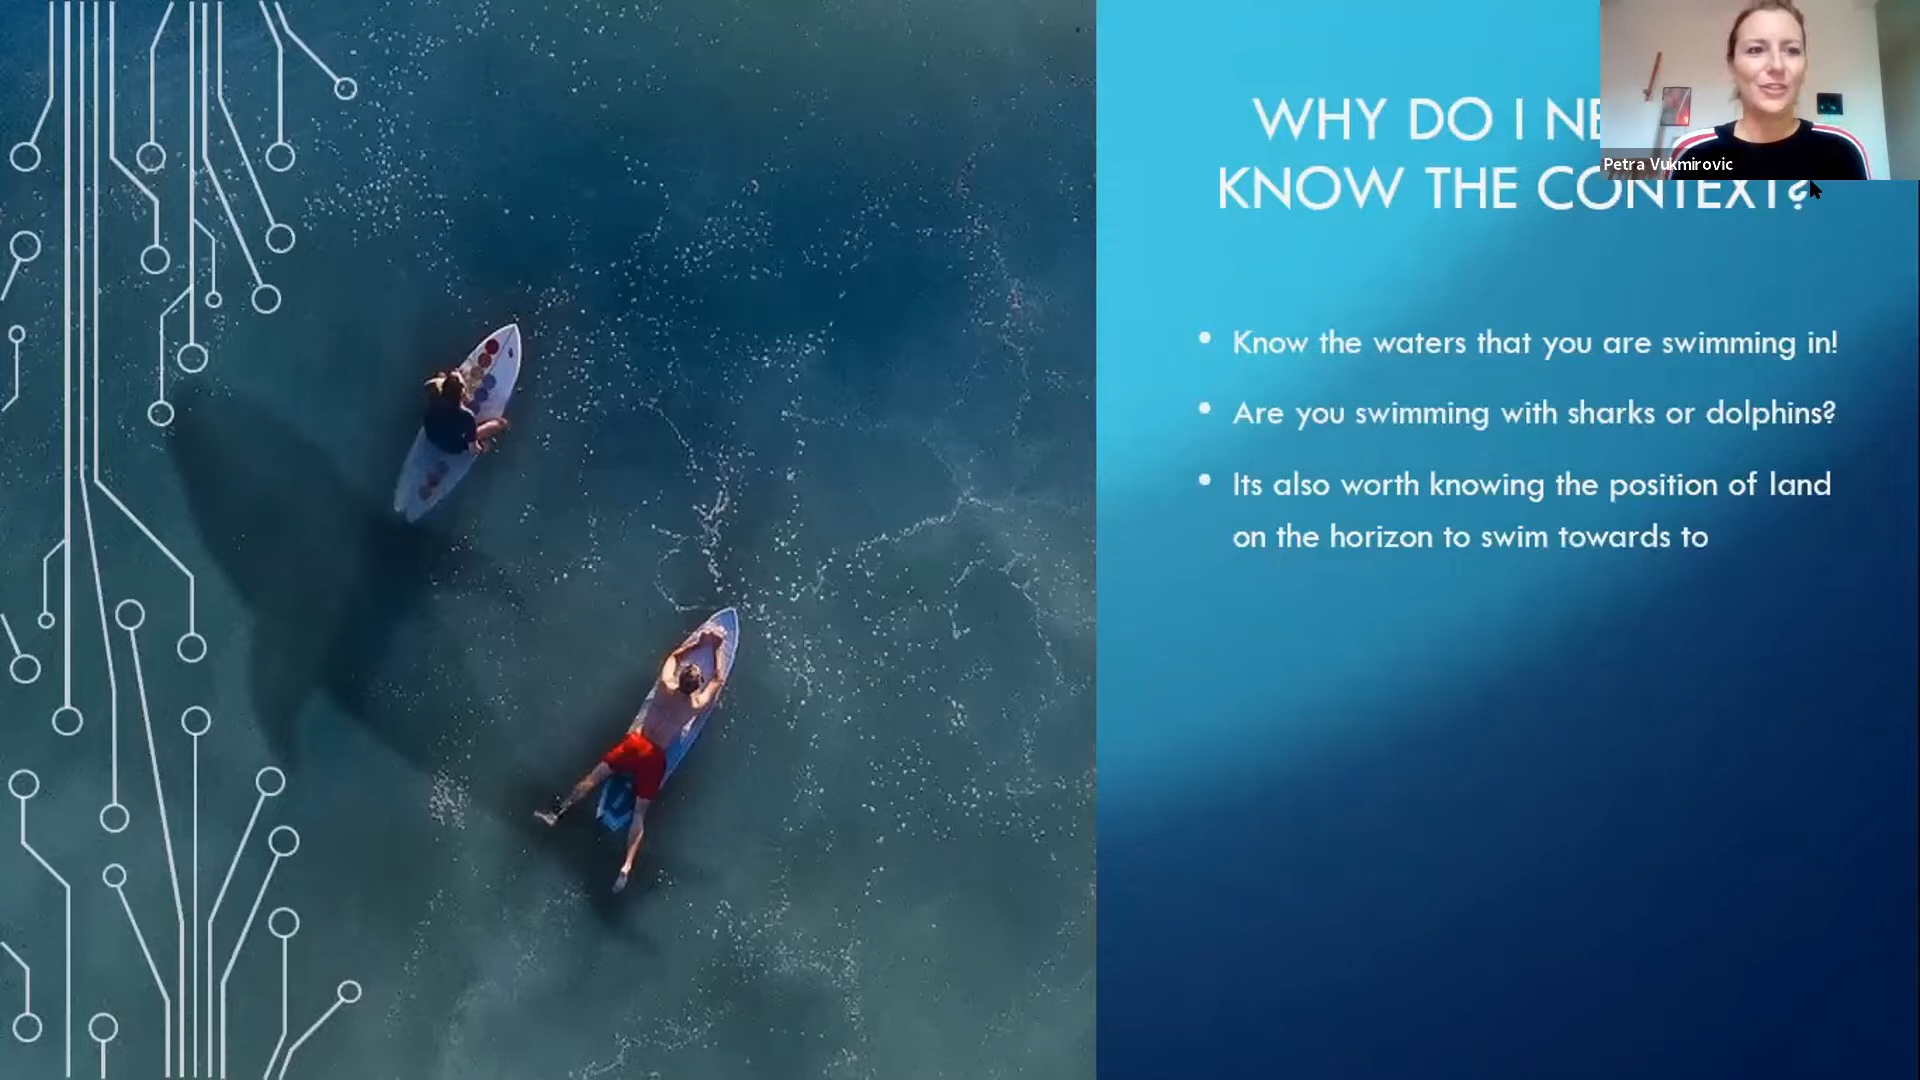 WHY DO I NE
KNOW THE CONTEXT?
Petra Vukmirovic
• Know the waters that you are swimming in!
• Are you swimming with sharks or dolphins?
• Its also worth knowing the position of land
on the horizon to swim towards to